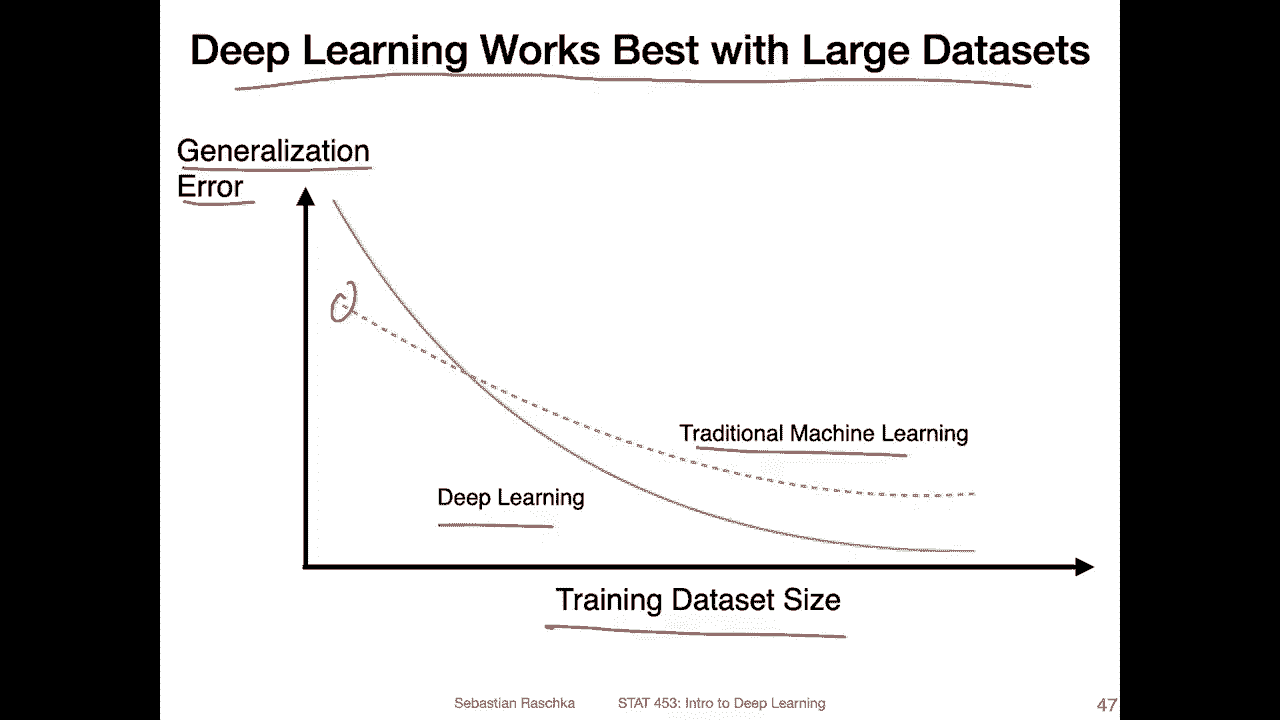 Deep Learning Works Best with Large Datasets
Generalization
Error
Traditional Machine Learning
Deep Learning
Training Dataset Size
Sebastian Raschka STAT 453: Intro to Deep Learning 47